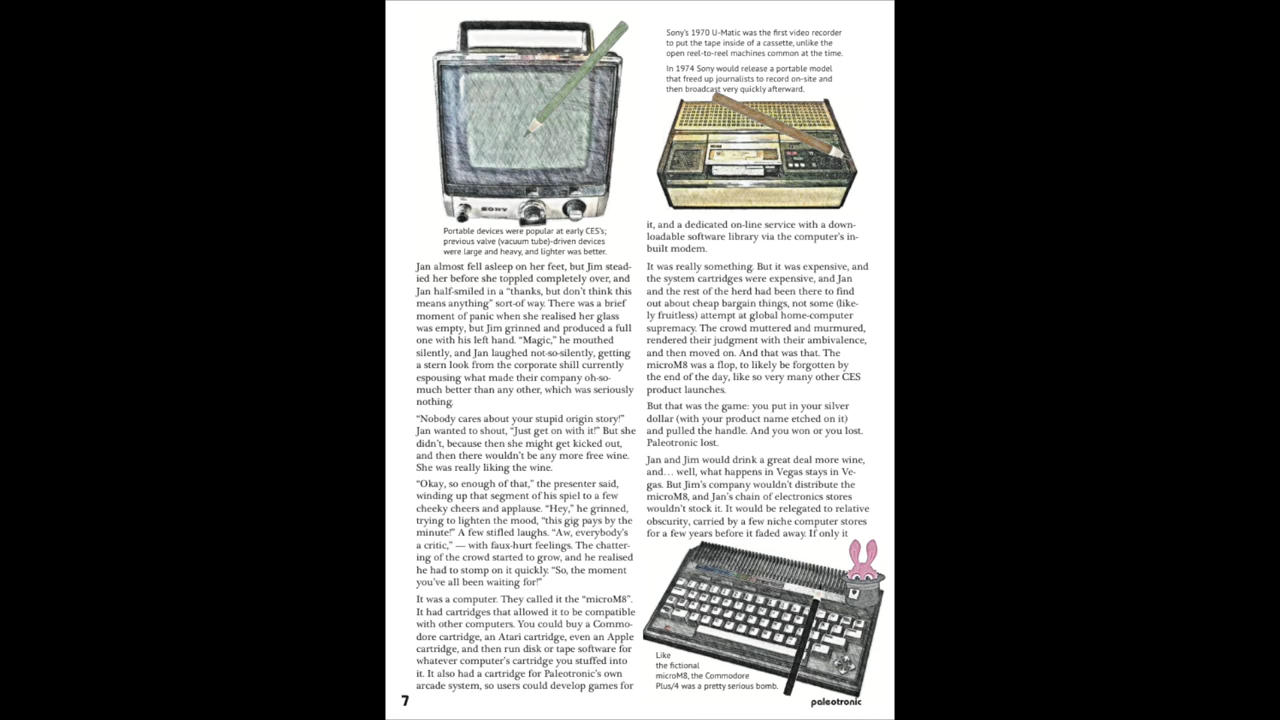 SONY
Portable devices were popular at early CES's;
previous valve (vacuum tube)-driven devices
were large and heavy, and lighter was better.
Jan almost fell asleep on her feet, but Jim stead-
ied her before she toppled completely over, and
Jan half-smiled in a “thanks, but don’t think this
means anything” sort-of way. There was a brief
moment of panic when she realised her glass
was empty, but Jim grinned and produced a full
one with his left hand. “Magic,” he mouthed
silently, and Jan laughed not-so-silently, getting
a stern look from the corporate shill currently
espousing what made their company oh-so-
much better than any other, which was seriously
nothing.
“Nobody cares about your stupid origin story!”
Jan wanted to shout, “Just get on with it!” But she
didn’t, because then she might get kicked out,
and then there wouldn’t be any more free wine.
She was really liking the wine.
“Okay, so enough of that,” the presenter said,
winding up that segment of his spiel to a few
cheeky cheers and applause. “Hey,” he grinned,
trying to lighten the mood, “this gig pays by the
minute!” A few stifled laughs. “Aw, everybody’s
a critic,” — with faux-hurt feelings. The chatter-
ing of the crowd started to grow, and he realised
he had to stomp on it quickly. “So, the moment
you’ve all been waiting for!”
It was a computer. They called it the “microM8”.
It had cartridges that allowed it to be compatible
with other computers. You could buy a Commo-
dore cartridge, an Atari cartridge, even an Apple
cartridge, and then run disk or tape software for
whatever computer’s cartridge you stuffed into
it. It also had a cartridge for Paleotronic’s own
arcade system, so users could develop games for
Sony's 1970 U-Matic was the first video recorder
to put the tape inside of a cassette, unlike the
open reel-to-reel machines common at the time.
In 1974 Sony would release a portable model
that freed up journalists to record on-site and
then broadcast very quickly afterward.
it, and a dedicated on-line service with a down-
loadable software library via the computer’s in-
built modem.
It was really something. But it was expensive, and
the system cartridges were expensive, and Jan
and the rest of the herd had been there to find
out about cheap bargain things, not some (like-
ly fruitless) attempt at global home-computer
supremacy. The crowd muttered and murmured,
rendered their judgment with their ambivalence,
and then moved on. And that was that. The
microM8 was a flop, to likely be forgotten by
the end of the day, like so very many other CES
product launches.
But that was the game: you put in your silver
dollar (with your product name etched on it)
and pulled the handle. And you won or you lost.
Paleotronic lost.
Jan and Jim would drink a great deal more wine,
and… well, what happens in Vegas stays in Ve-
gas. But Jim’s company wouldn’t distribute the
microM8, and Jan’s chain of electronics stores
wouldn’t stock it. It would be relegated to relative
obscurity, carried by a few niche computer stores
for a few years before it faded away. If only it
Like
the fictional
microM8, the Commodore
Plus/4 was a pretty serious bomb.
7
paleotronic